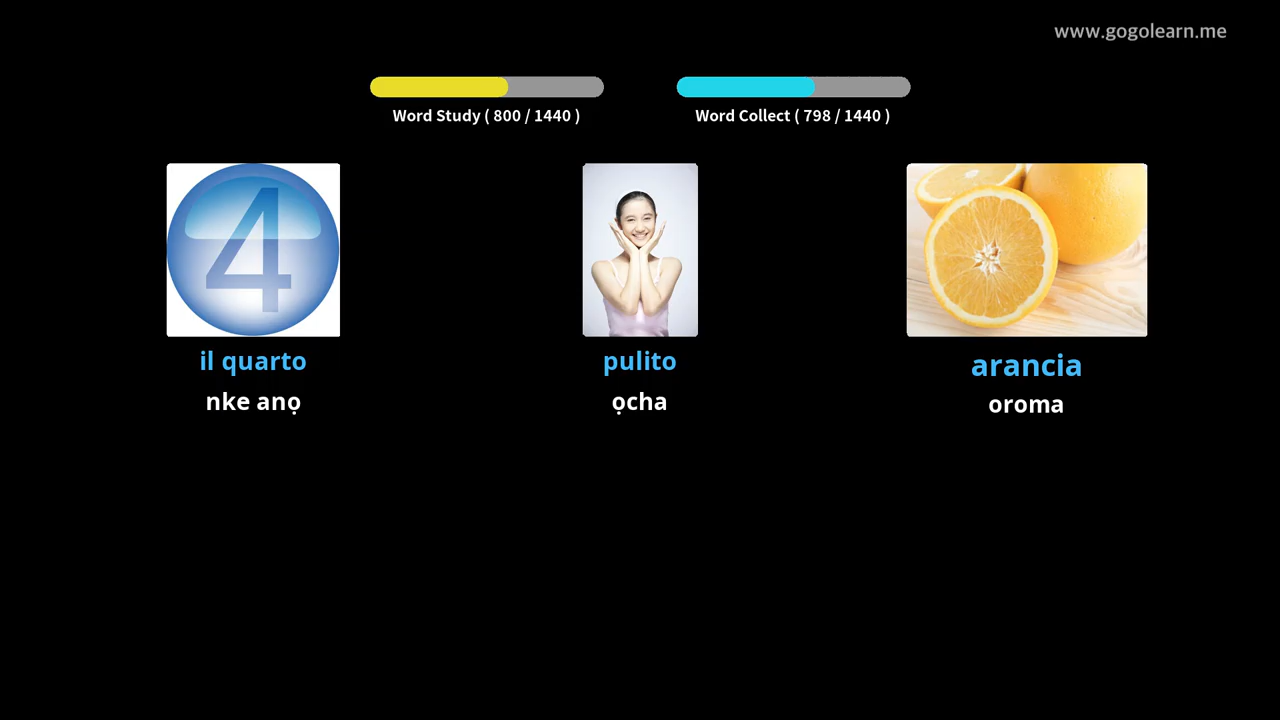 www.gogolearn.me
Word Study ( 800 / 1440 )
Word Collect ( 798 / 1440 )
4
il quarto
nke anọ
pulito
ọcha
arancia
oroma